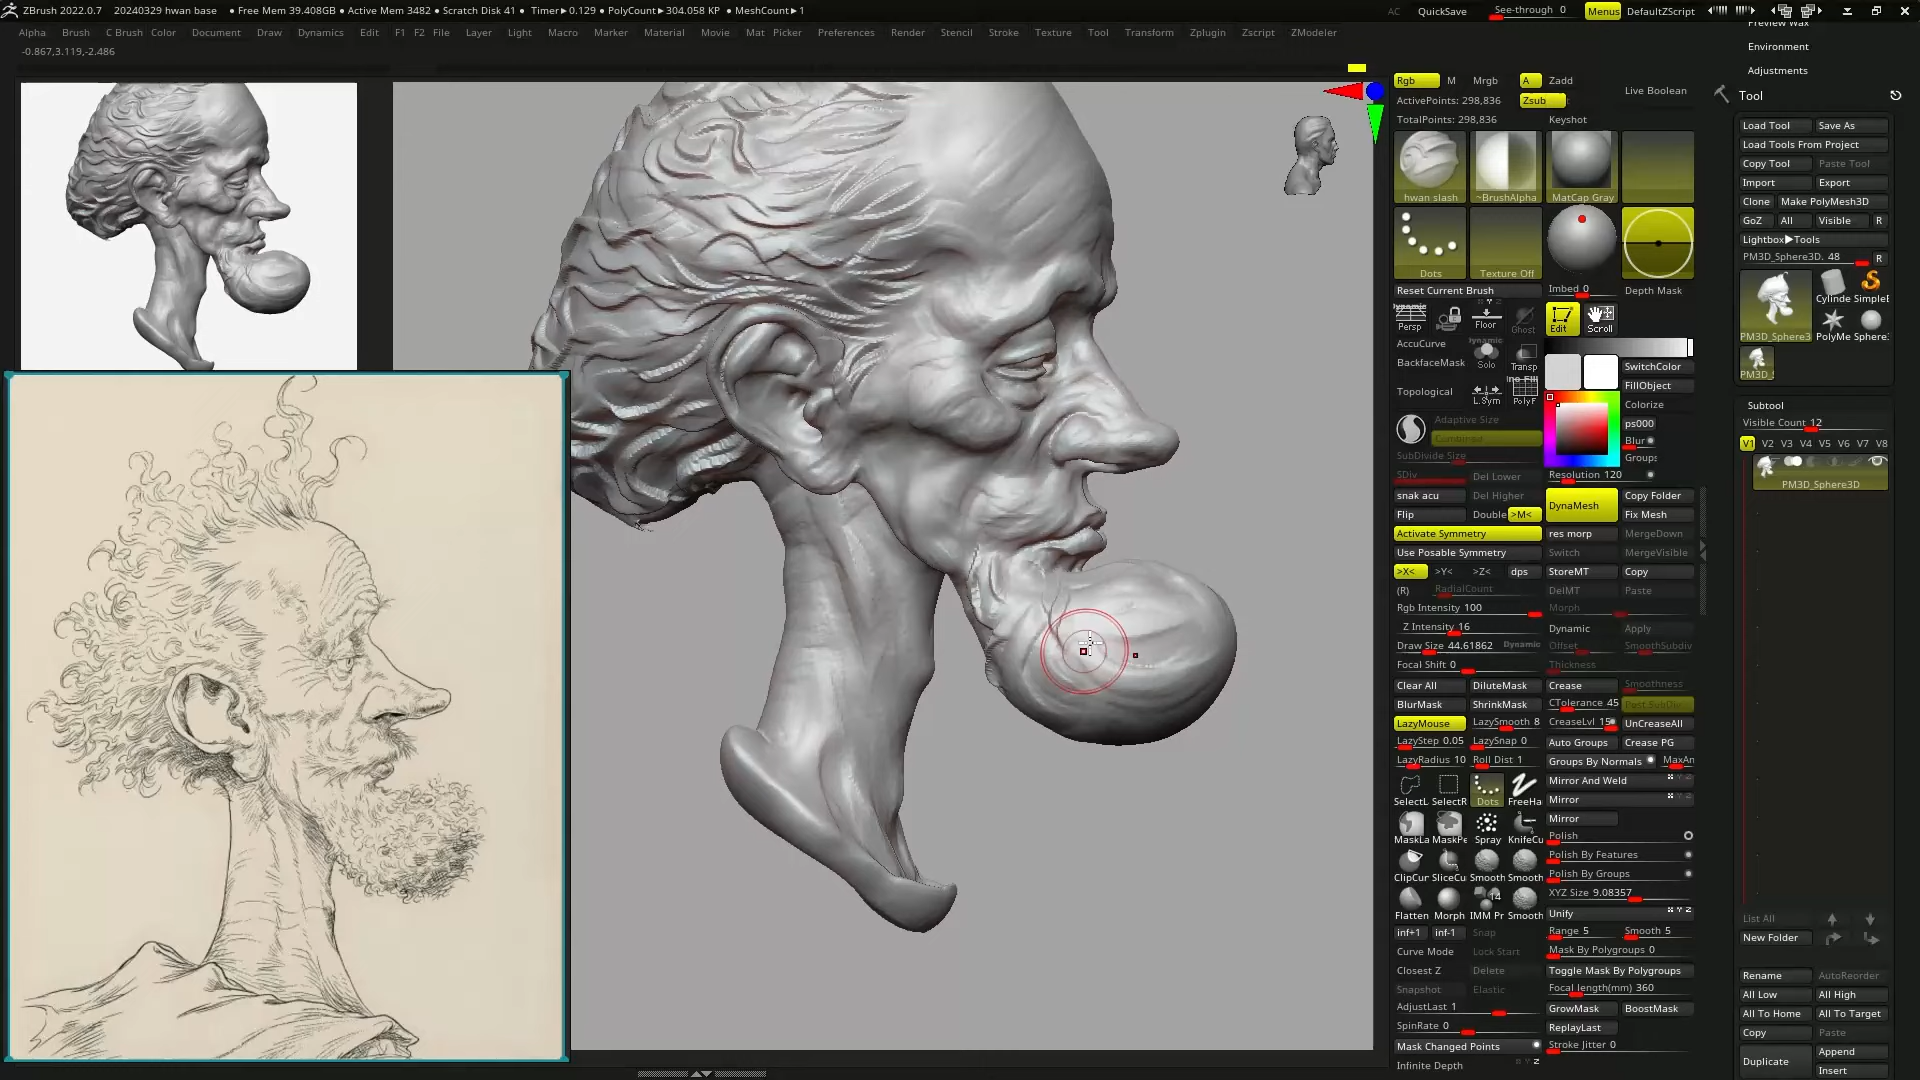 ZBrush 2022.0.7 20240329 hwan base ● Free Mem 39.408GB ● Active Mem 3482 ● Scratch Disk 41 ● Timer▸0.129 ● PolyCount▸304.058 KP ● MeshCount▸1
AC QuickSave See-through 0 Menus DefaultZScript
Alpha Brush C Brush Color Document Draw Dynamics Edit F1 F2 File Layer Light Macro Marker Material Movie Mat Picker Preferences Render Stencil Stroke Texture Tool Transform Zplugin Zscript ZModeler
-0.867,3.119,-2.486
Preview Wax
Environment
Adjustments
Tool
Load Tool Save As
Load Tools From Project
Copy Tool Paste Tool
Import Export
Clone Make PolyMesh3D
GoZ All Visible R
Lightbox▸Tools
PM3D_Sphere3D. 48 R
Cylinde SimpleE
PM3D_Sphere3 PolyMe Sphere
PM3D_
Subtool
Visible Count 12
V1 V2 V3 V4 V5 V6 V7 V8
PM3D_Sphere3D
List All
New Folder
Rename AutoReorder
All Low All High
All To Home All To Target
Copy Paste
Duplicate Append
Insert
Rgb M Mrgb A Zadd
ActivePoints: 298,836 Zsub Live Boolean
TotalPoints: 298,836 Keyshot
hwan slash ~BrushAlpha MatCap Gray
Dots Texture Off
Reset Current Brush Imbed 0 Depth Mask
Dynamic
Persp Floor Ghost Edit Scroll
AccuCurve Dynamic
BackfaceMask Solo Transp SwitchColor
Topological L.Sym PolyF FillObject
Colorize
Adaptive Size ps000
Combined Blur
SubDivide Size Groups
SDiv Del Lower Resolution 120
snak acu Del Higher DynaMesh Copy Folder
Flip Double >M< Fix Mesh
Activate Symmetry res morp MergeDown
Use Posable Symmetry Switch MergeVisible
>X< >Y< >Z< dps StoreMT Copy
(R) RadialCount DelMT Paste
Rgb Intensity 100 Morph
Z Intensity 16 Dynamic Apply
Draw Size 44.61862 Dynamic Offset SmoothSubdiv
Focal Shift 0 Thickness
Clear All DiluteMask Crease Smoothness
BlurMask ShrinkMask CTolerance 45 Post SubDiv
LazyMouse LazySmooth 8 CreaseLvl 15 UnCreaseAll
LazyStep 0.05 LazySnap 0 Auto Groups Crease PG
LazyRadius 10 Roll Dist 1 Groups By Normals MaxAn
SelectL SelectR Dots FreeHa Mirror And Weld
Mirror
MaskLa MaskPe Spray KnifeCu Mirror
Polish
ClipCur SliceCu Smooth Smooth Polish By Features
Polish By Groups
14 XYZ Size 9.08357
Flatten Morph IMM Pr Smooth Unify
inf+1 inf-1 Snap Range 5 Smooth 5
Curve Mode Lock Start Mask By Polygroups 0
Closest Z Delete Toggle Mask By Polygroups
Snapshot Elastic Focal length(mm) 360
AdjustLast 1 GrowMask BoostMask
SpinRate 0 ReplayLast
Mask Changed Points Stroke Jitter 0
Infinite Depth